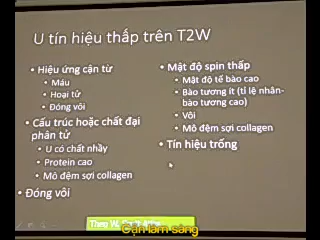 U tín hiệu thấp trên T2W
• Hiệu ứng cận từ
• Máu
• Hoại tử
• Đóng vôi
• Cấu trúc hoặc chất đại
phân tử
• U có chất nhầy
• Protein cao
• Mô đệm sợi collagen
• Đóng vôi
• Mật độ spin thấp
• Mật độ tế bào cao
• Bào tương ít (tỉ lệ nhân-
bào tương cao)
• Vôi
• Mô đệm sợi collagen
• Tín hiệu trống
Theo W.
Cận lâm sàng